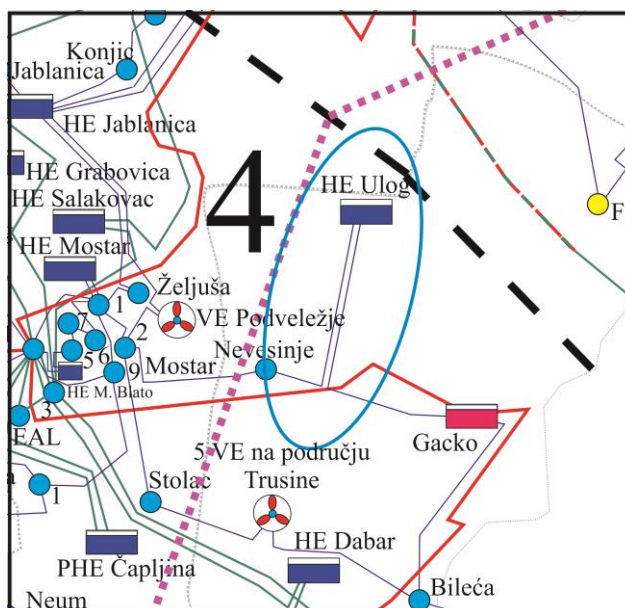 Konjic
Jablanica
HE Jablanica
4
HE Ulog
HE Grabovica
HE Salakovac
F
HE Mostar
Željuša
1
VE Podveležje
7
2
6
5
Mostar
Nevesinje
9
HE M. Blato
3
EAL
Gacko
5 VE na području
Trusine
a
1
Stolac
HE Dabar
PHE Čapljina
Bileća
Neum